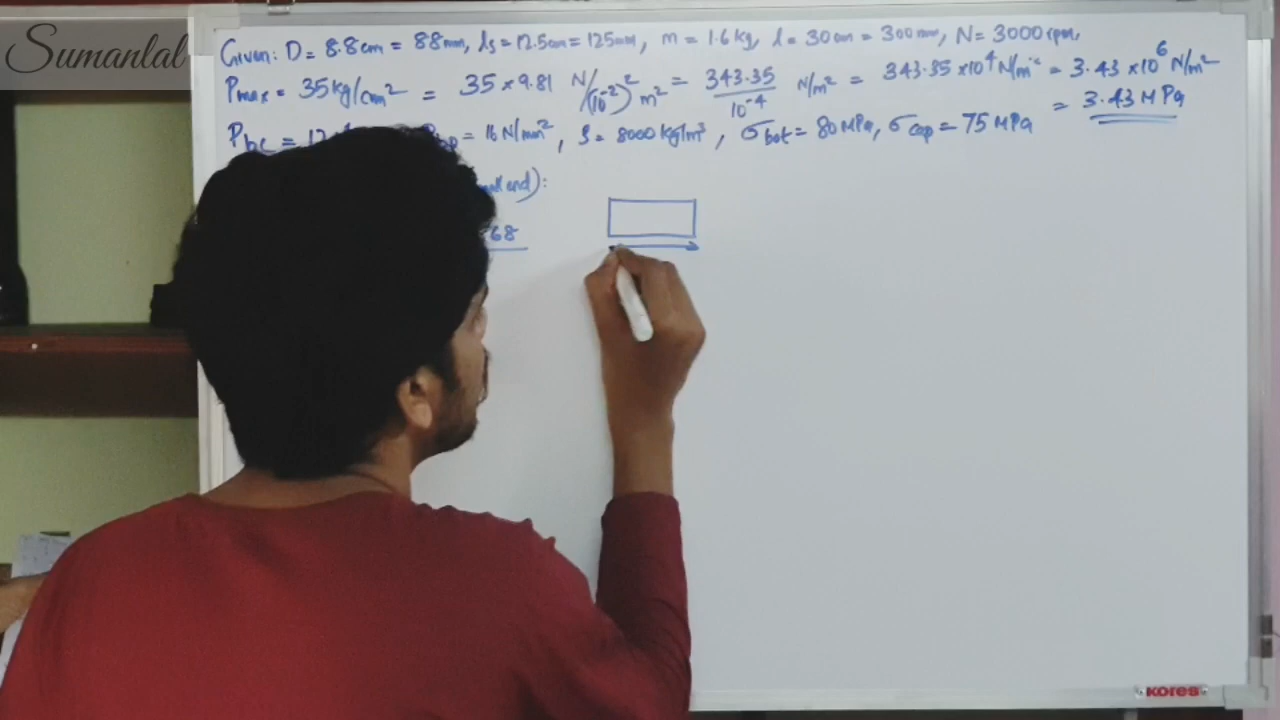 Sumanlal
Given: D = 8.8 cm = 88 mm, ls = 12.5 cm = 125 mm, m = 1.6 kg, l = 30 cm = 300 mm, N = 3000 rpm,
Pmax = 35 kg/cm² = 35 × 9.81 N/(10⁻²)² m² = 343.35/10⁻⁴ N/m² = 343.35 × 10⁴ N/m² = 3.43 × 10⁶ N/m²
= 3.43 MPa
Pbc = = 16 N/mm², ρ = 8000 kg/m³, σbot = 80 MPa, σcap = 75 MPa
end):
68
KORES